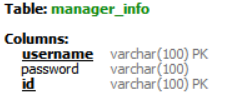 Table: manager_info
Columns:
username varchar(100) PK
password varchar(100)
id varchar(100) PK